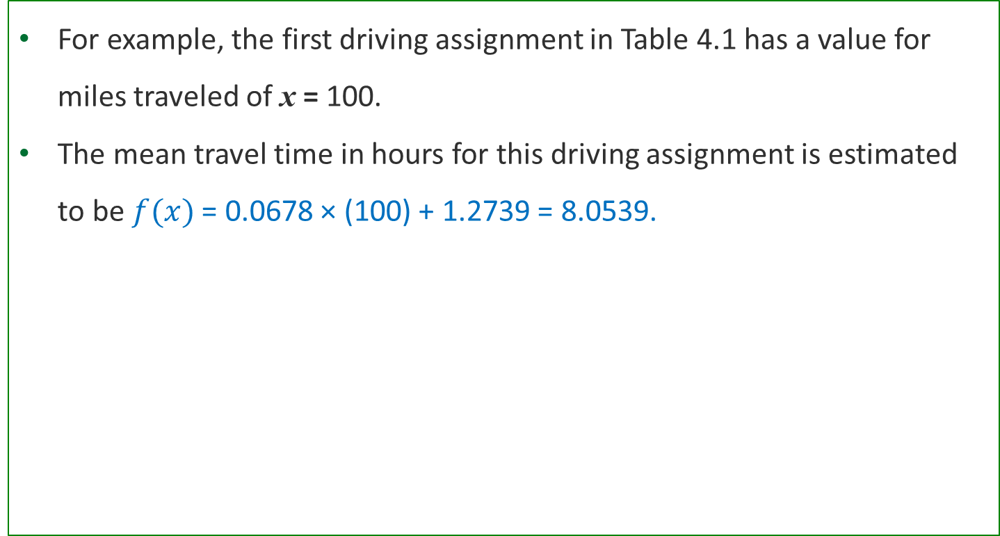 • For example, the first driving assignment in Table 4.1 has a value for
miles traveled of x = 100.
• The mean travel time in hours for this driving assignment is estimated
to be f(x) = 0.0678 × (100) + 1.2739 = 8.0539.